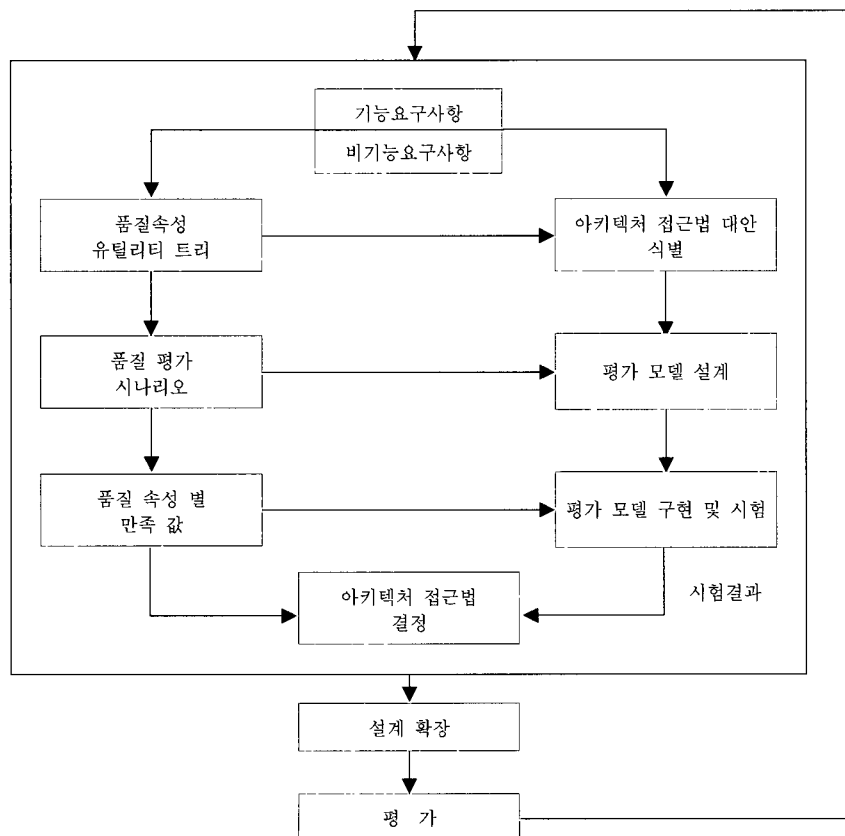 기능요구사항
비기능요구사항
품질속성
유틸리티 트리
아키텍처 접근법 대안
식별
품질 평가
시나리오
평가 모델 설계
품질 속성 별
만족 값
평가 모델 구현 및 시험
시험결과
아키텍처 접근법
결정
설계 확장
평 가